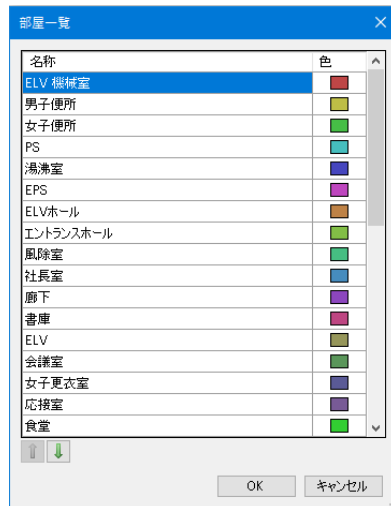 部屋一覧
名称 色
ELV 機械室
男子便所
女子便所
PS
湯沸室
EPS
ELVホール
エントランスホール
風除室
社長室
廊下
書庫
ELV
会議室
女子更衣室
応接室
食堂
OK キャンセル